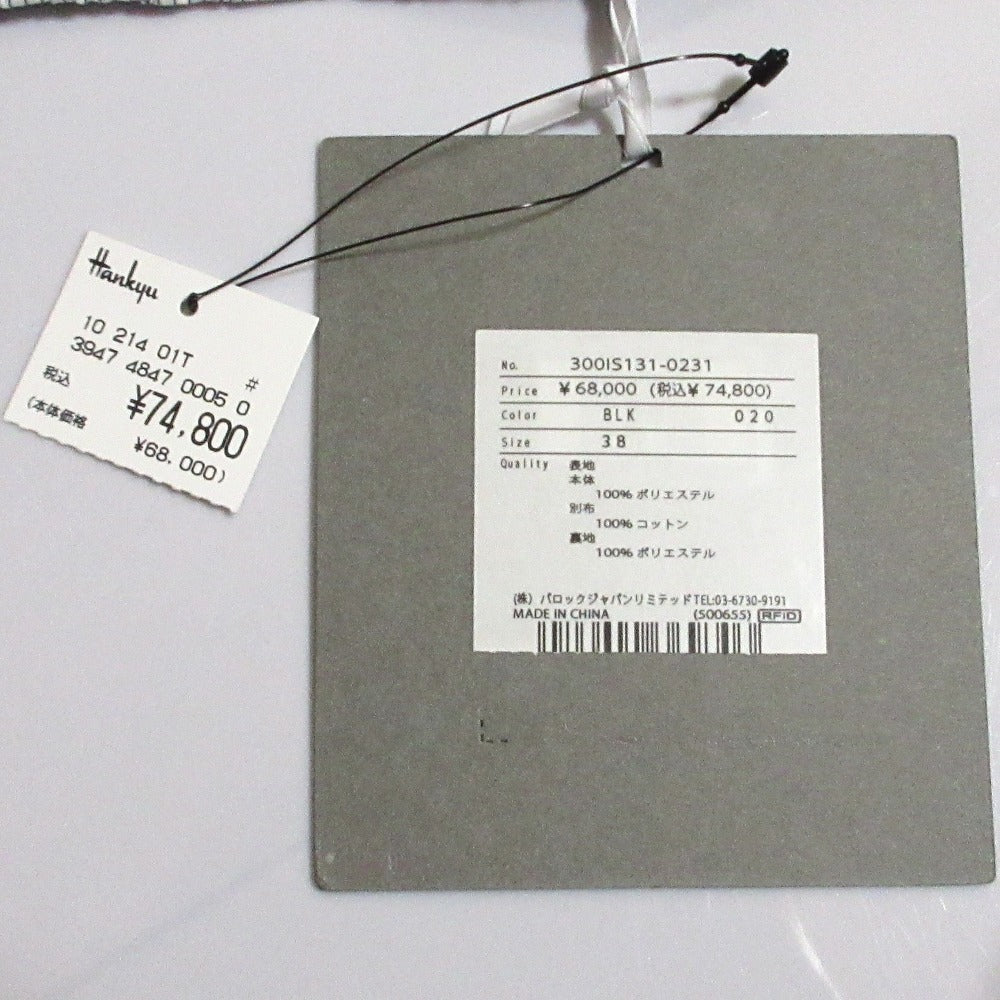 Hankyu
10 214 01T
3947 4847 0005 0 #
税込 ¥74,800
(本体価格 ¥68,000)
No. 300IS131-0231
Price ¥68,000 (税込¥74,800)
Color BLK 020
Size 38
Quality 表地
本体
100% ポリエステル
別布
100% コットン
裏地
100% ポリエステル
(株) バロックジャパンリミテッド TEL:03-6730-9191
MADE IN CHINA (500655) RFID